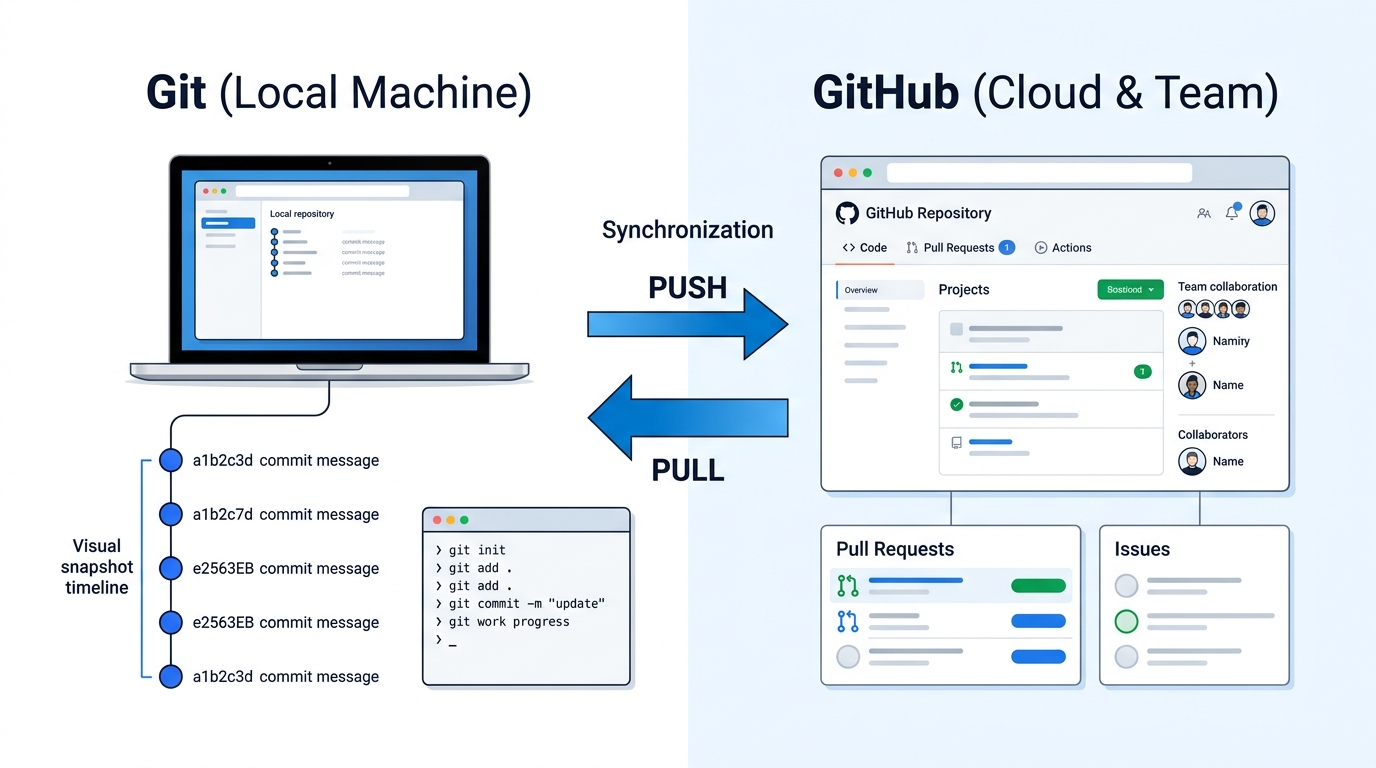 Git (Local Machine)
GitHub (Cloud & Team)
Local repository
commit message
commit message
commit message
commit message
Synchronization
PUSH
PULL
a1b2c3d commit message
a1b2c7d commit message
e2563EB commit message
e2563EB commit message
a1b2c3d commit message
Visual
snapshot
timeline
❯ git init
❯ git add .
❯ git add .
❯ git commit -m "update"
❯ git work progress
❯ _
GitHub Repository
<> Code
Pull Requests 1
Actions
Overview
Projects
Sostiond
1
Team collaboration
Namiry
+
Name
Collaborators
Name
Pull Requests
Issues